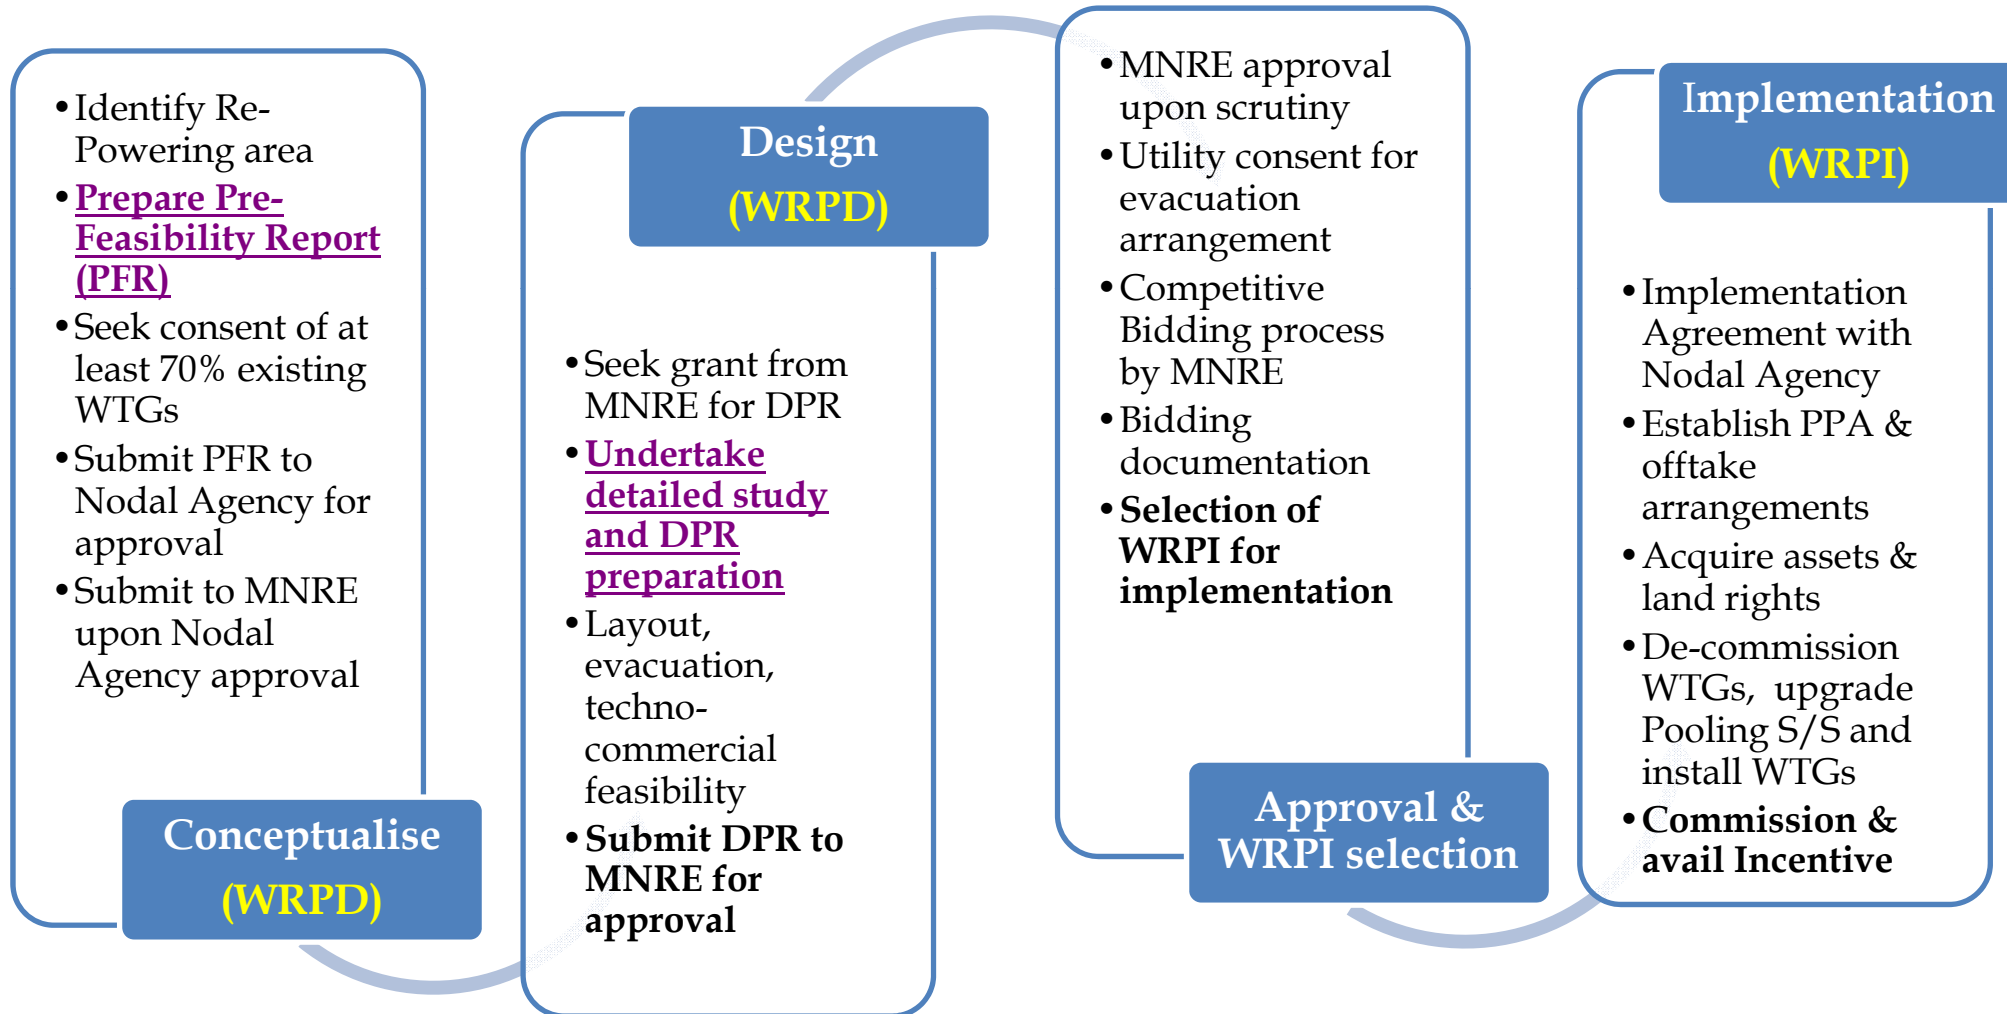 •Identify Re-
Powering area
•Prepare Pre-
Feasibility Report
(PFR)
•Seek consent of at
least 70% existing
WTGs
•Submit PFR to
Nodal Agency for
approval
•Submit to MNRE
upon Nodal
Agency approval
Conceptualise
(WRPD)
Design
(WRPD)
•Seek grant from
MNRE for DPR
•Undertake
detailed study
and DPR
preparation
•Layout,
evacuation,
techno-
commercial
feasibility
•Submit DPR to
MNRE for
approval
•MNRE approval
upon scrutiny
•Utility consent for
evacuation
arrangement
•Competitive
Bidding process
by MNRE
•Bidding
documentation
•Selection of
WRPI for
implementation
Approval &
WRPI selection
Implementation
(WRPI)
•Implementation
Agreement with
Nodal Agency
•Establish PPA &
offtake
arrangements
•Acquire assets &
land rights
•De-commission
WTGs, upgrade
Pooling S/S and
install WTGs
•Commission &
avail Incentive